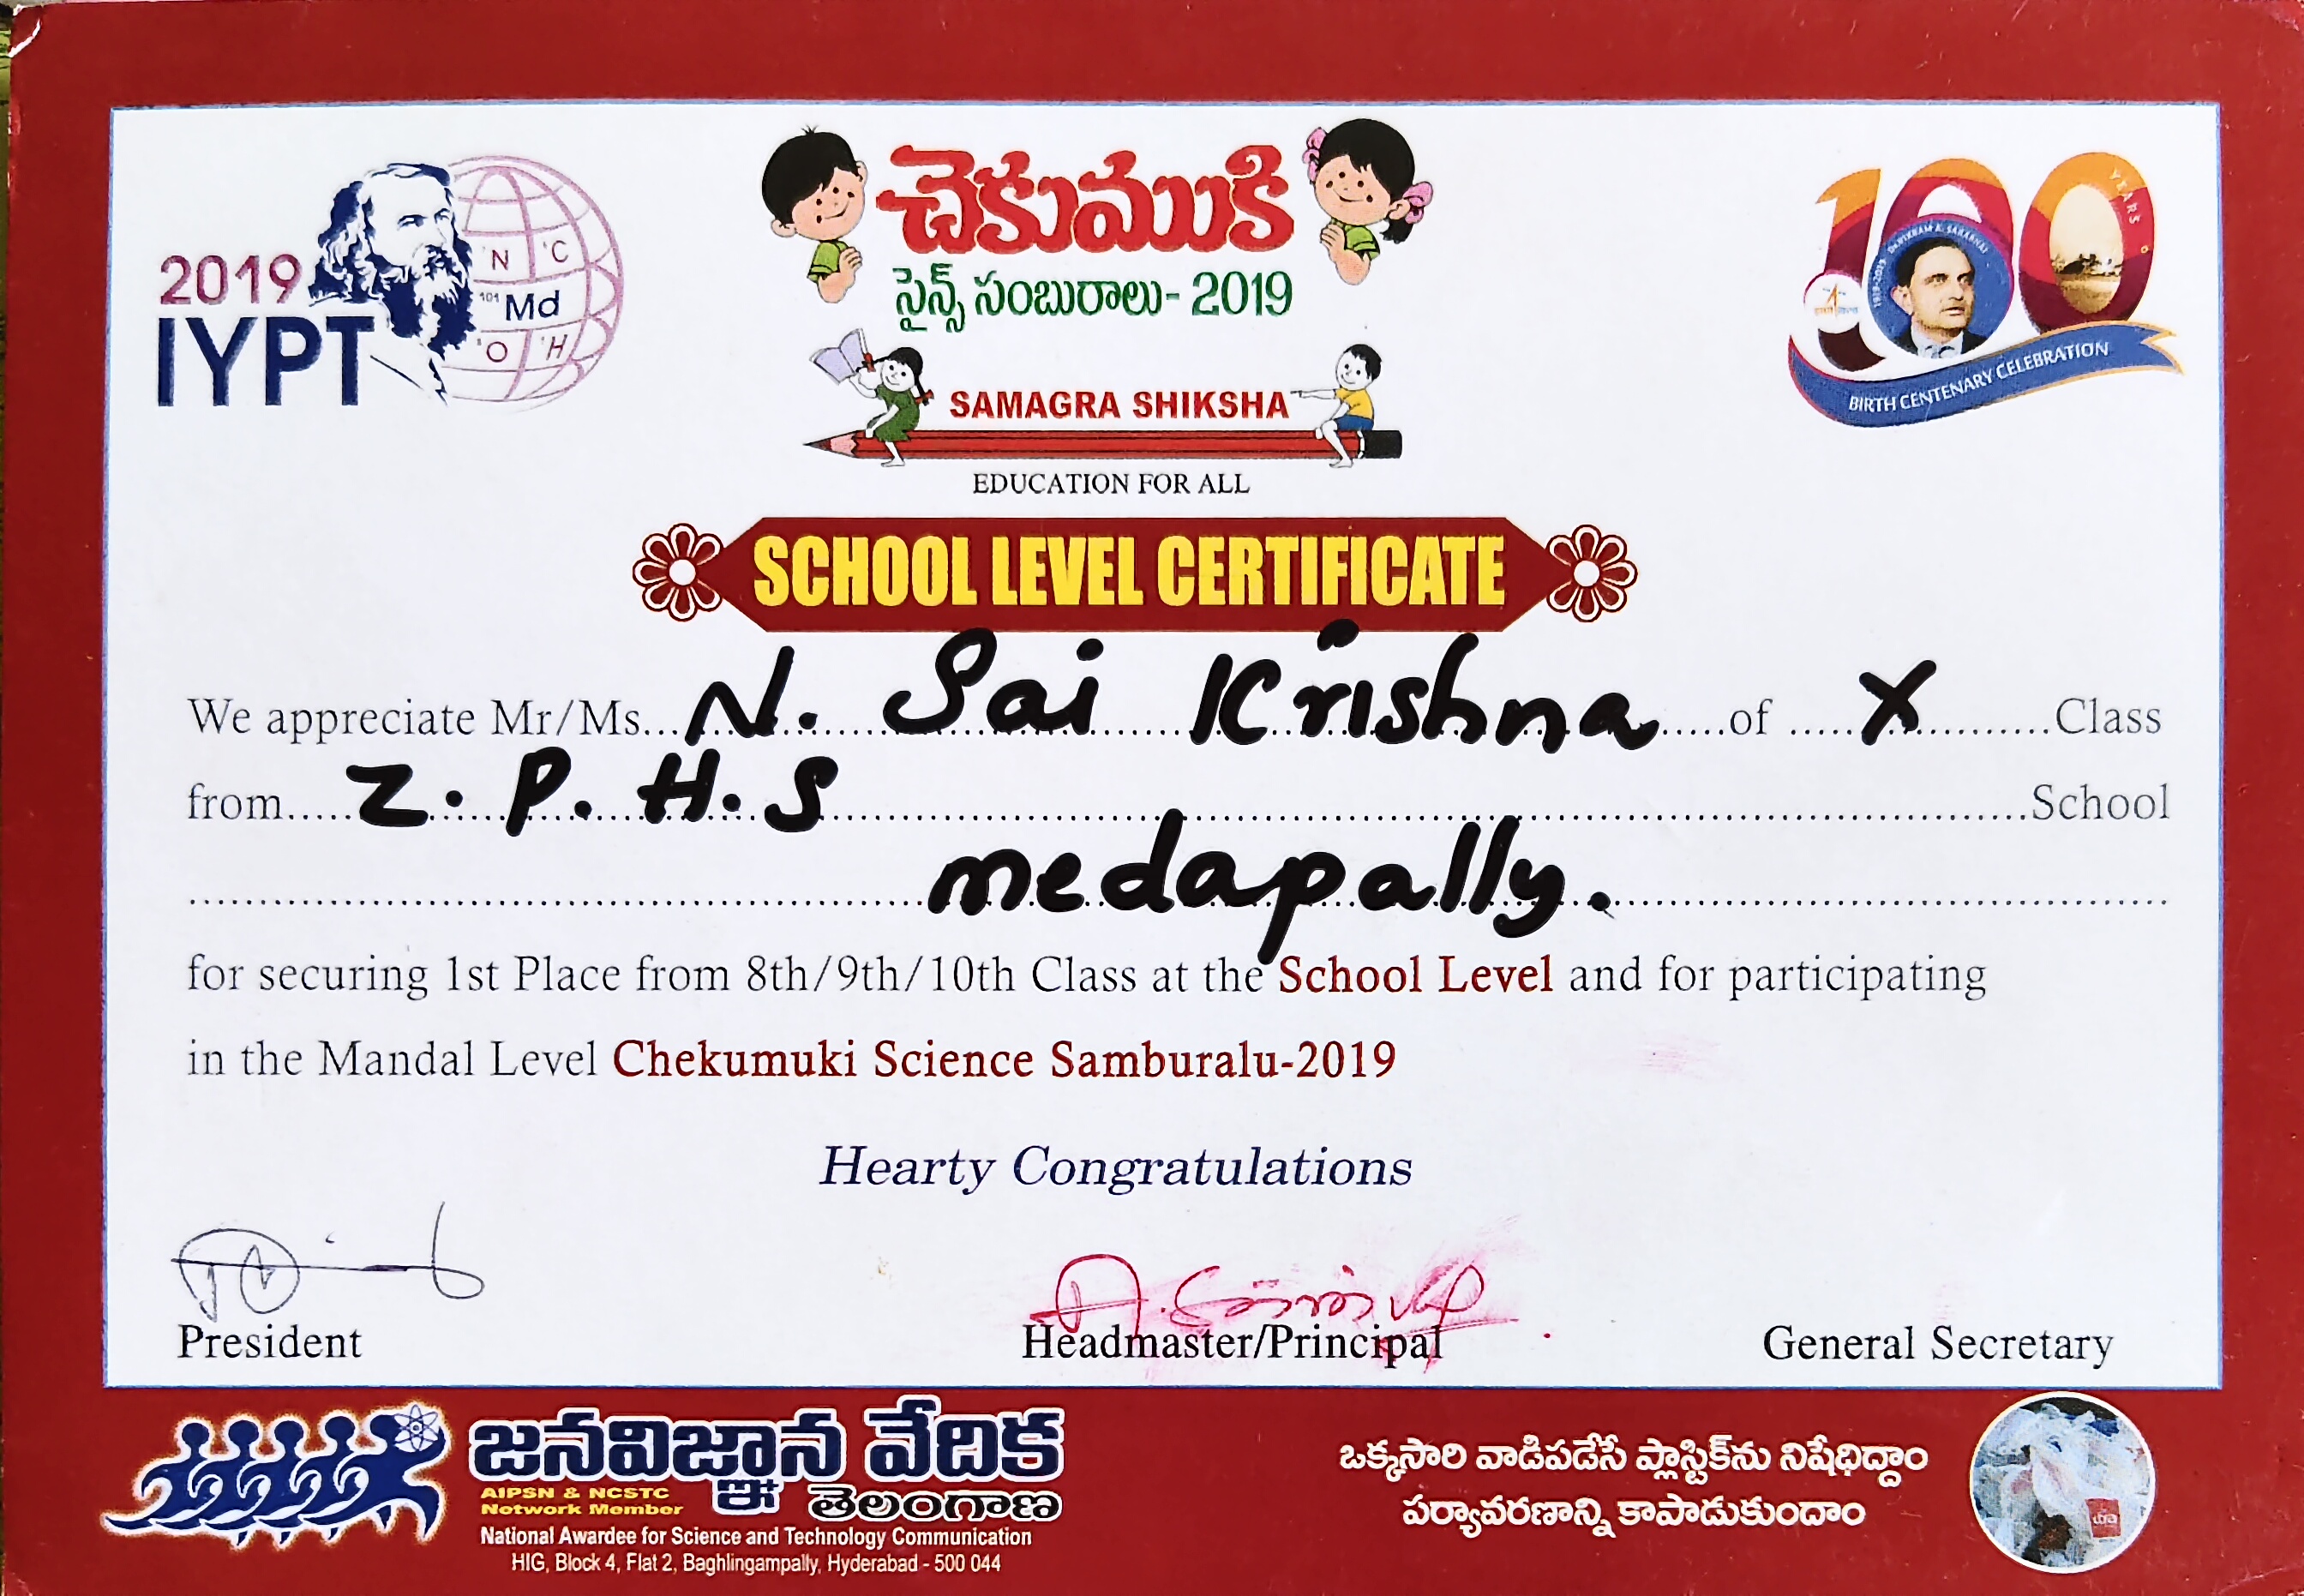 2019
IYPT
N C
101 Md
O H
చెకుముకి
సైన్స్ సంబురాలు- 2019
SAMAGRA SHIKSHA
EDUCATION FOR ALL
100
YEARS
BIRTH CENTENARY CELEBRATION
SCHOOL LEVEL CERTIFICATE
We appreciate Mr/Ms...N. Sai Krishna...of ...X...Class
from...Z. P. H. S...School
medapally.
for securing 1st Place from 8th/9th/10th Class at the School Level and for participating
in the Mandal Level Chekumuki Science Samburalu-2019
Hearty Congratulations
President Headmaster/Principal General Secretary
జనవిజ్ఞాన వేదిక
AIPSN & NCSTC
Network Member
తెలంగాణ
National Awardee for Science and Technology Communication
HIG, Block 4, Flat 2, Baghlingampally, Hyderabad - 500 044
ఒక్కసారి వాడిపడేసే ప్లాస్టిక్‌ను నిషేధిద్దాం
పర్యావరణాన్ని కాపాడుకుందాం